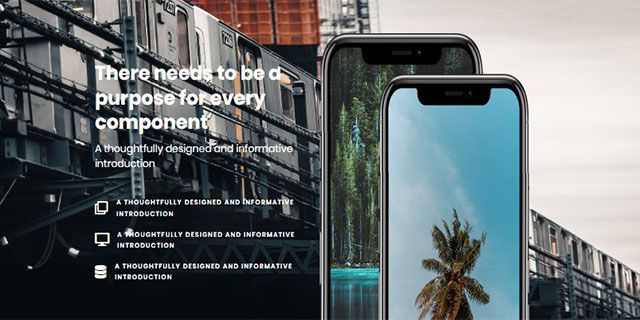 There needs to be a
purpose for every
component
A thoughtfully designed and informative
introduction
A THOUGHTFULLY DESIGNED AND INFORMATIVE
INTRODUCTION
A THOUGHTFULLY DESIGNED AND INFORMATIVE
INTRODUCTION
A THOUGHTFULLY DESIGNED AND INFORMATIVE
INTRODUCTION